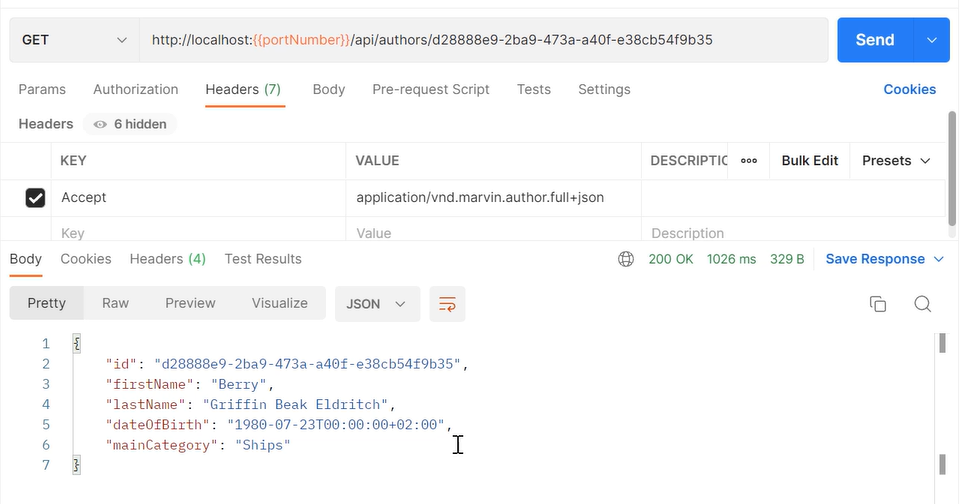 GET http://localhost:{{portNumber}}/api/authors/d28888e9-2ba9-473a-a40f-e38cb54f9b35 Send
Params Authorization Headers (7) Body Pre-request Script Tests Settings Cookies
Headers 6 hidden
KEY VALUE DESCRIPTIC ooo Bulk Edit Presets
Accept application/vnd.marvin.author.full+json
Key Value Description
Body Cookies Headers (4) Test Results 200 OK 1026 ms 329 B Save Response
Pretty Raw Preview Visualize JSON
1 {
2 "id": "d28888e9-2ba9-473a-a40f-e38cb54f9b35",
3 "firstName": "Berry",
4 "lastName": "Griffin Beak Eldritch",
5 "dateOfBirth": "1980-07-23T00:00:00+02:00",
6 "mainCategory": "Ships"
7 }